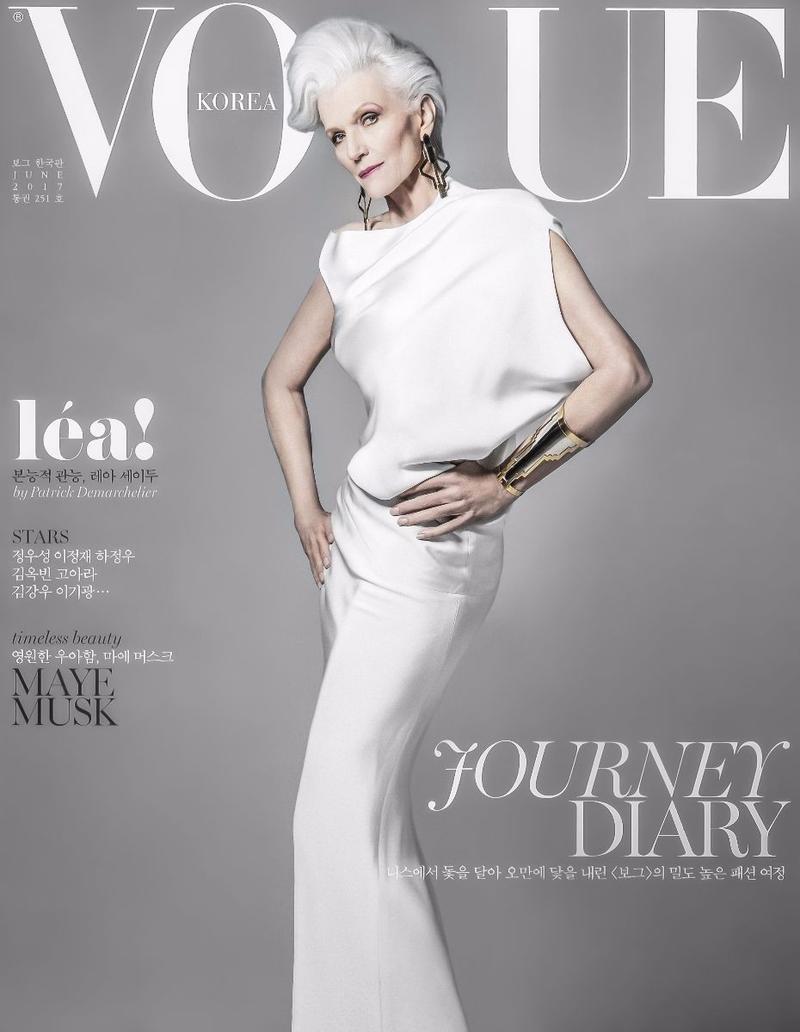 ®
VOGUE
KOREA
보그 한국판
JUNE
2017
통권 251 호
léa!
본능적 관능, 레아 세이두
by Patrick Demarchelier
STARS
정우성 이정재 하정우
김옥빈 고아라
김강우 이기광…
timeless beauty
영원한 우아함, 마에 머스크
MAYE
MUSK
JOURNEY
DIARY
니스에서 돛을 달아 오만에 닻을 내린 〈보그〉의 밀도 높은 패션 여정